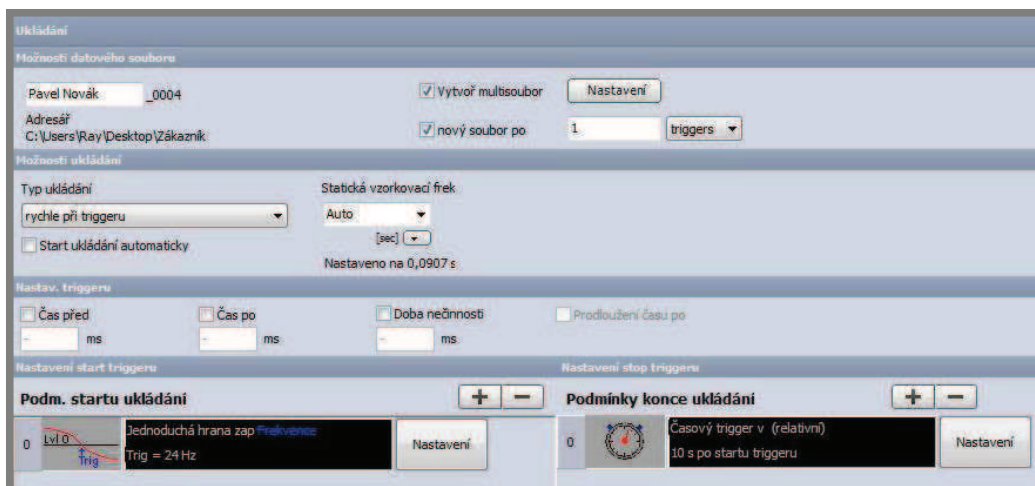 Ukládání
Možnosti datového souboru
Pavel Novák _0004
Vytvoř multisoubor Nastavení
Adresář
C:\Users\Ray\Desktop\Zákazník
nový soubor po 1 triggers
Možnosti ukládání
Typ ukládání
Statická vzorkovací frek
rychle při triggeru
Auto
Start ukládání automaticky
[sec]
Nastaveno na 0,0907 s
Nastav. triggeru
Čas před Čas po Doba nečinnosti Prodloužení času po
- ms - ms - ms
Nastavení start triggeru
Podm. startu ukládání + −
0 Lvl 0 Trig
Jednoduchá hrana zap Frekvence
Trig = 24 Hz
Nastavení
Nastavení stop triggeru
Podmínky konce ukládání + −
0
Časový trigger v (relativní)
10 s po startu triggeru
Nastavení